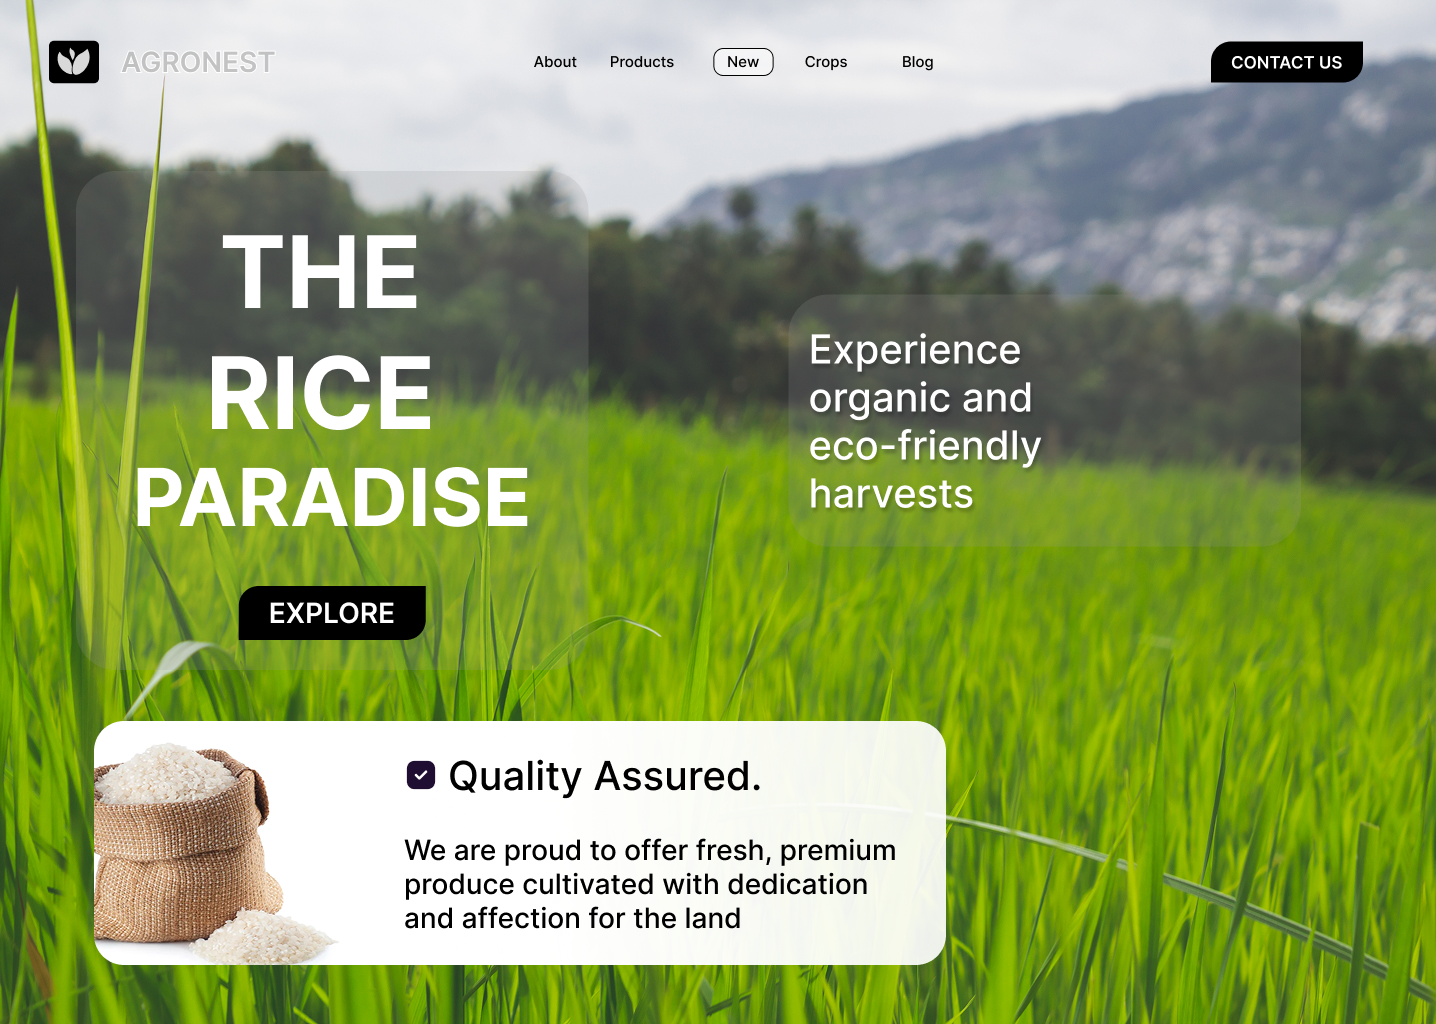 AGRONEST
About
Products
New
Crops
Blog
CONTACT US
THE
RICE
PARADISE
EXPLORE
Experience
organic and
eco-friendly
harvests
Quality Assured.
We are proud to offer fresh, premium
produce cultivated with dedication
and affection for the land